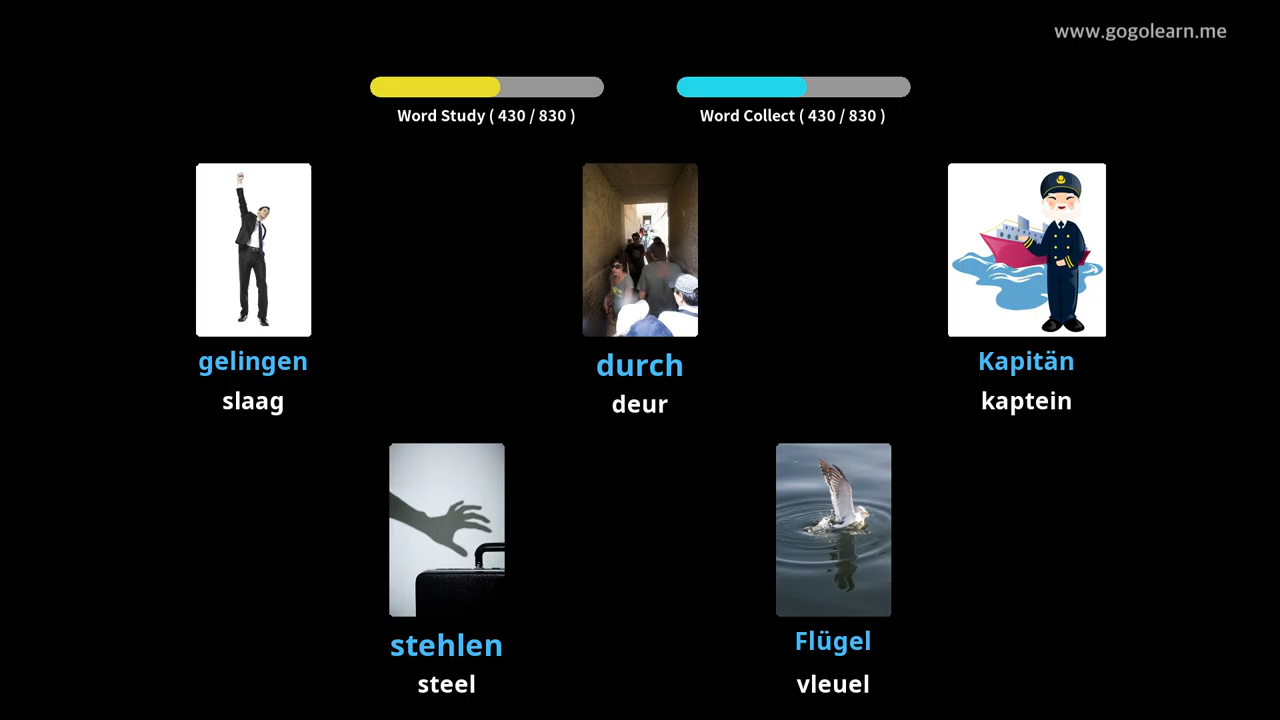 www.gogolearn.me
Word Study ( 430 / 830 )
Word Collect ( 430 / 830 )
gelingen
slaag
durch
deur
Kapitän
kaptein
stehlen
steel
Flügel
vleuel